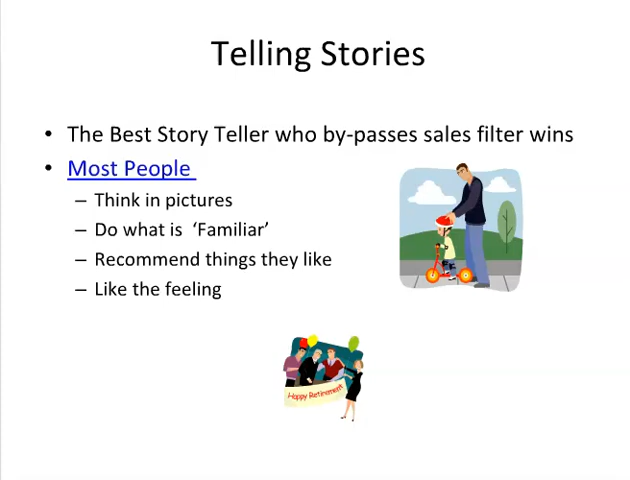 Telling Stories
• The Best Story Teller who by-passes sales filter wins
• Most People
– Think in pictures
– Do what is ‘Familiar’
– Recommend things they like
– Like the feeling
Happy Retirement